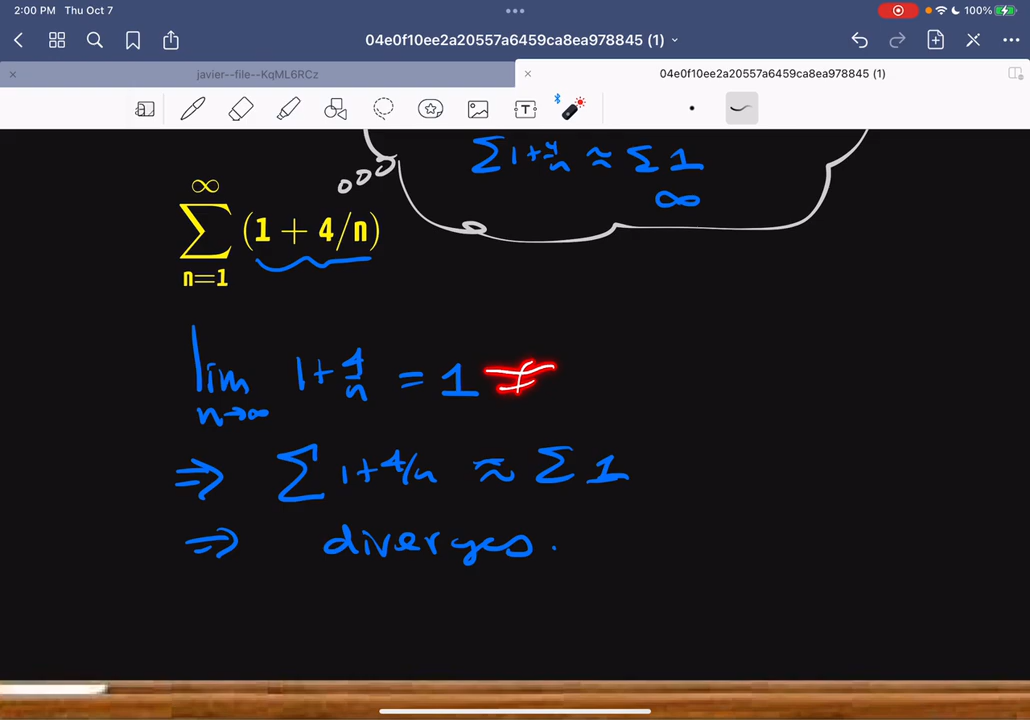 2:00 PM Thu Oct 7
100%
04e0f10ee2a20557a6459ca8ea978845 (1)
javier--file--KqML6RCz
04e0f10ee2a20557a6459ca8ea978845 (1)
T
∑ 1 + 4/n ≈ ∑ 1
∞
∞
∑ (1 + 4/n)
n=1
lim 1 + 4/n = 1 ≠
n→∞
⇒ ∑ 1 + 4/n ≈ ∑ 1
⇒ diverges.